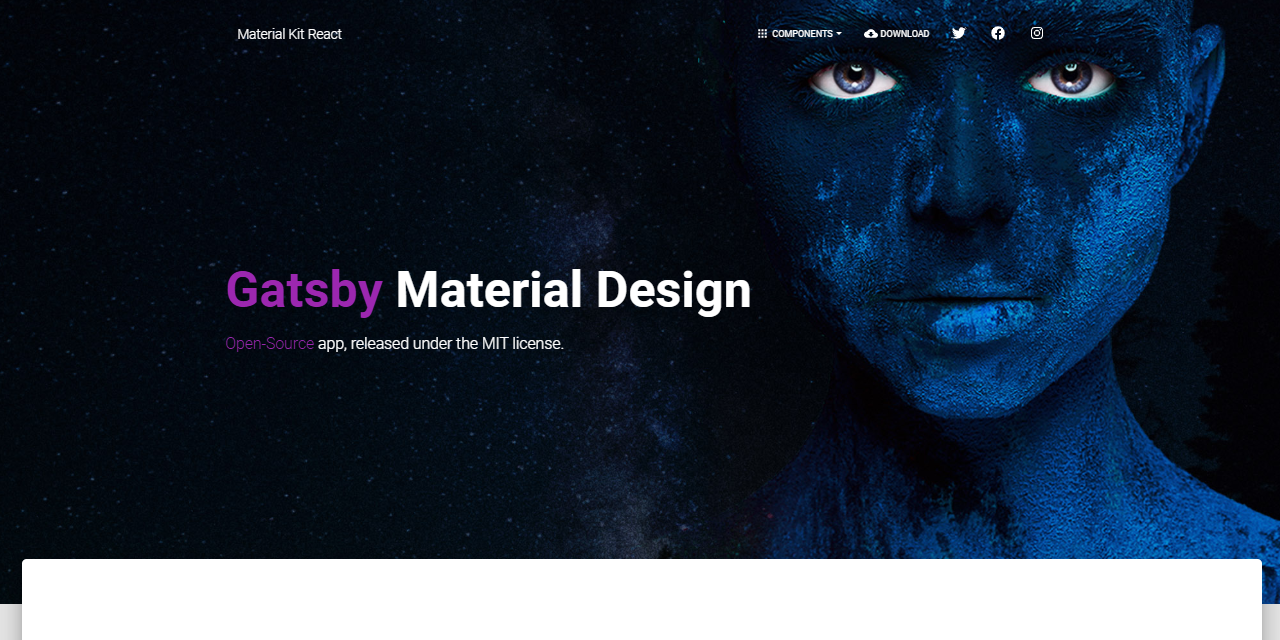 Material Kit React
COMPONENTS
DOWNLOAD
Gatsby Material Design
Open-Source app, released under the MIT license.